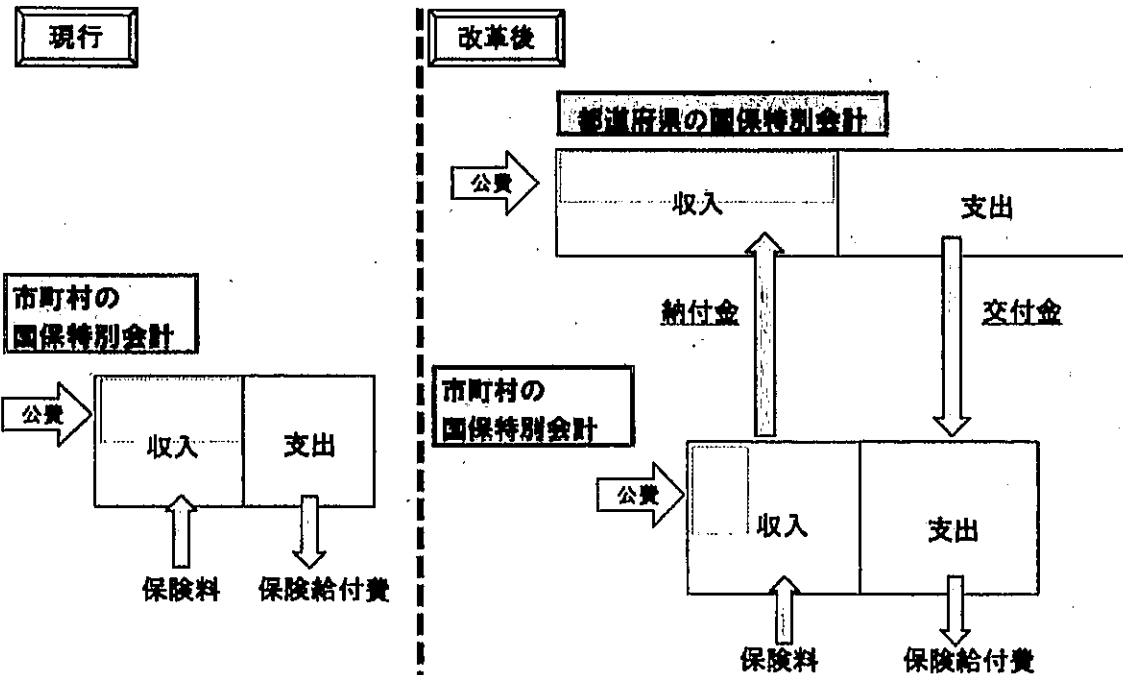 現行
市町村の
国保特別会計
公費
収入
支出
保険料
保険給付費
改革後
都道府県の国保特別会計
公費
収入
支出
納付金
交付金
市町村の
国保特別会計
公費
収入
支出
保険料
保険給付費